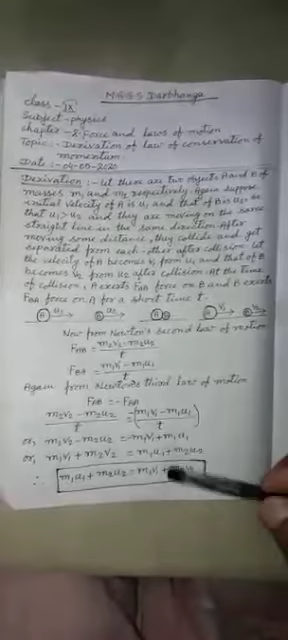 M.G.G.S Darbhanga
class - IX
Subject - physics
chapter - 2. Force and laws of motion
Topic - Derivation of law of conservation of
momentum.
Date :- 04-05-2020
Derivation :- Let there are two objects A and B of
masses m₁ and m₂ respectively. Again suppose
initial velocity of A is u₁ and that of B is u₂. So
that u₁ > u₂ and they are moving on the same
straight line in the same direction. After
moving some distance, they collide and get
separated from each-other after collision. Let
the velocity of A becomes v₁ from u₁ and that of B
becomes v₂ from u₂ after collision. At the time
of collision, A exerts FAB force on B and B exerts
FBA force on A for a short time t.
A u₁ B u₂ A B A v₁ B v₂
Now from Newton's second law of motion
FAB = m₂v₂ - m₂u₂ / t
FBA = m₁v₁ - m₁u₁ / t
Again from Newton's third law of motion
FAB = - FBA
m₂v₂ - m₂u₂ / t = -(m₁v₁ - m₁u₁ / t)
or, m₂v₂ - m₂u₂ = -m₁v₁ + m₁u₁
or, m₁v₁ + m₂v₂ = m₁u₁ + m₂u₂
∴ m₁u₁ + m₂u₂ = m₁v₁ +